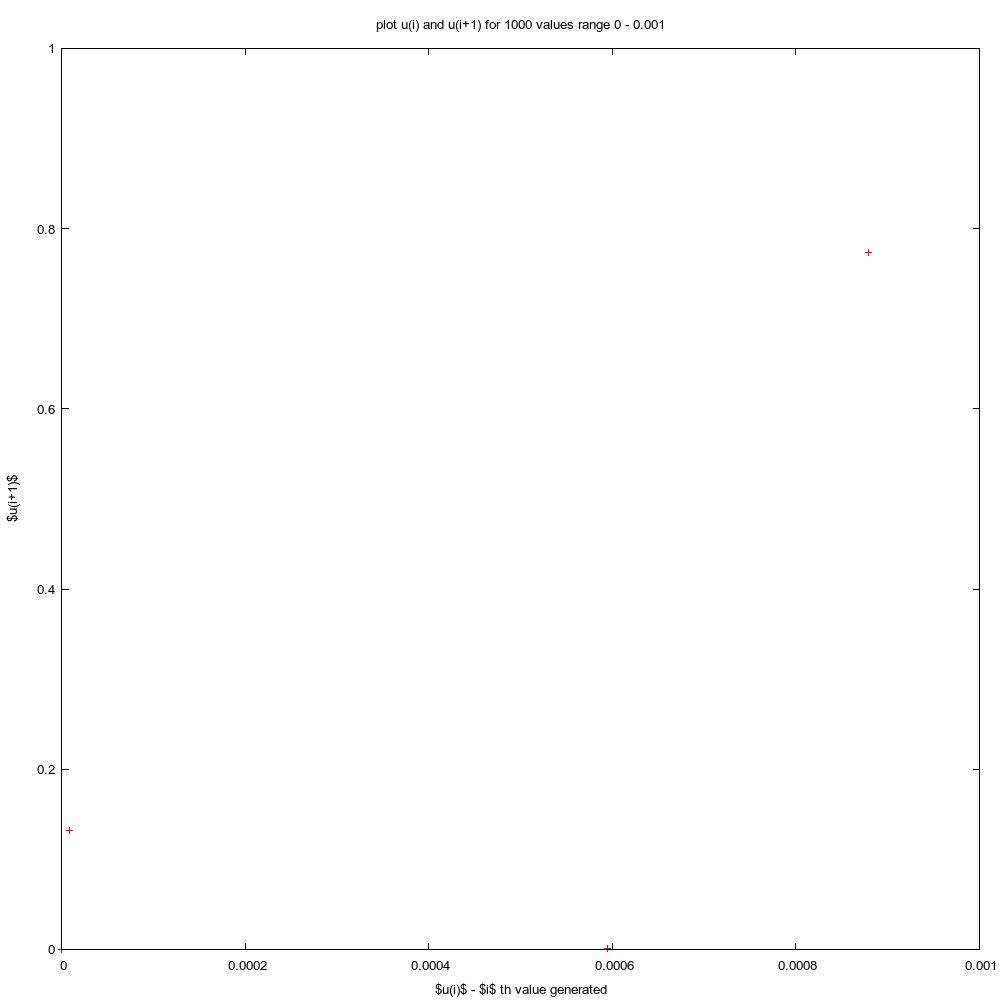 plot u(i) and u(i+1) for 1000 values range 0 - 0.001
1
0.8
0.6
$u(i+1)$
0.4
0.2
0
0 0.0002 0.0004 0.0006 0.0008 0.001
$u(i)$ - $i$ th value generated